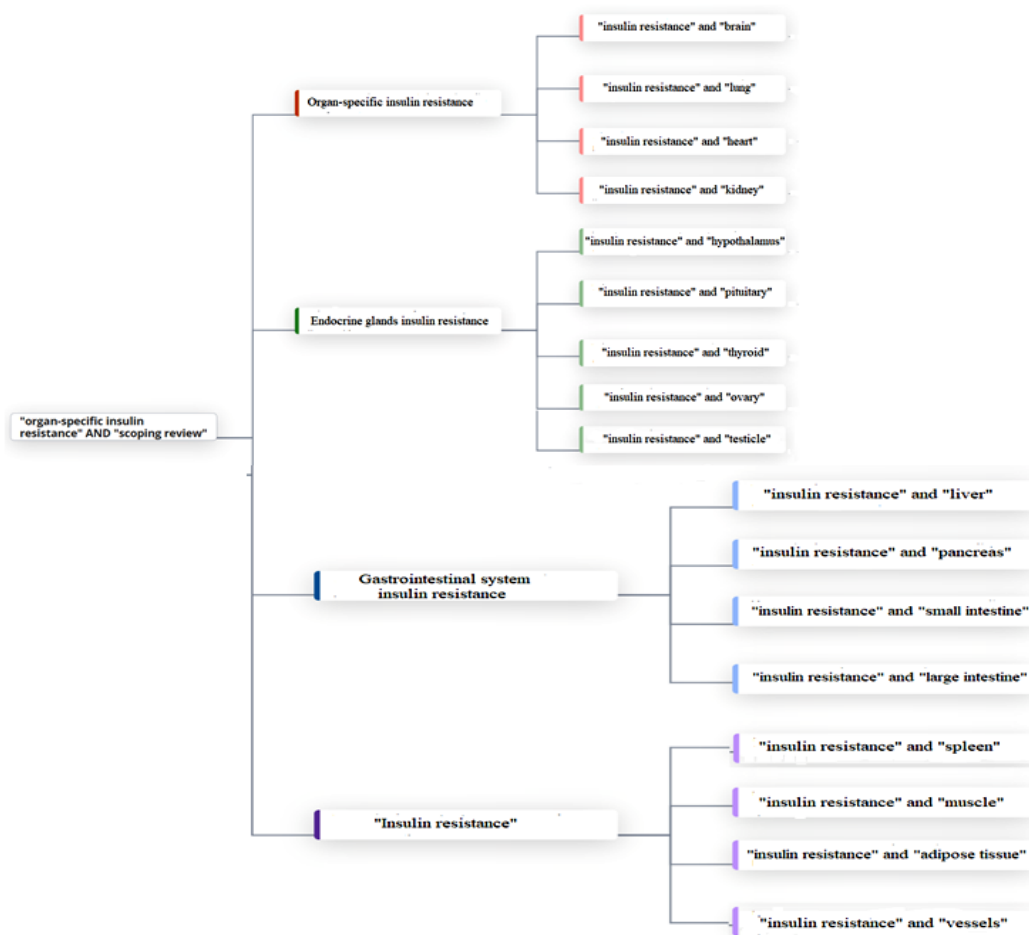 "insulin resistance" and "brain"
"insulin resistance" and "lung"
Organ-specific insulin resistance
"insulin resistance" and "heart"
"insulin resistance" and "kidney"
"insulin resistance" and "hypothalamus"
"insulin resistance" and "pituitary"
Endocrine glands insulin resistance
"insulin resistance" and "thyroid"
"insulin resistance" and "ovary"
"organ-specific insulin
resistance" AND "scoping review"
"insulin resistance" and "testicle"
"insulin resistance" and "liver"
"insulin resistance" and "pancreas"
Gastrointestinal system
insulin resistance
"insulin resistance" and "small intestine"
"insulin resistance" and "large intestine"
"insulin resistance" and "spleen"
"insulin resistance" and "muscle"
"Insulin resistance"
"insulin resistance" and "adipose tissue"
"insulin resistance" and "vessels"